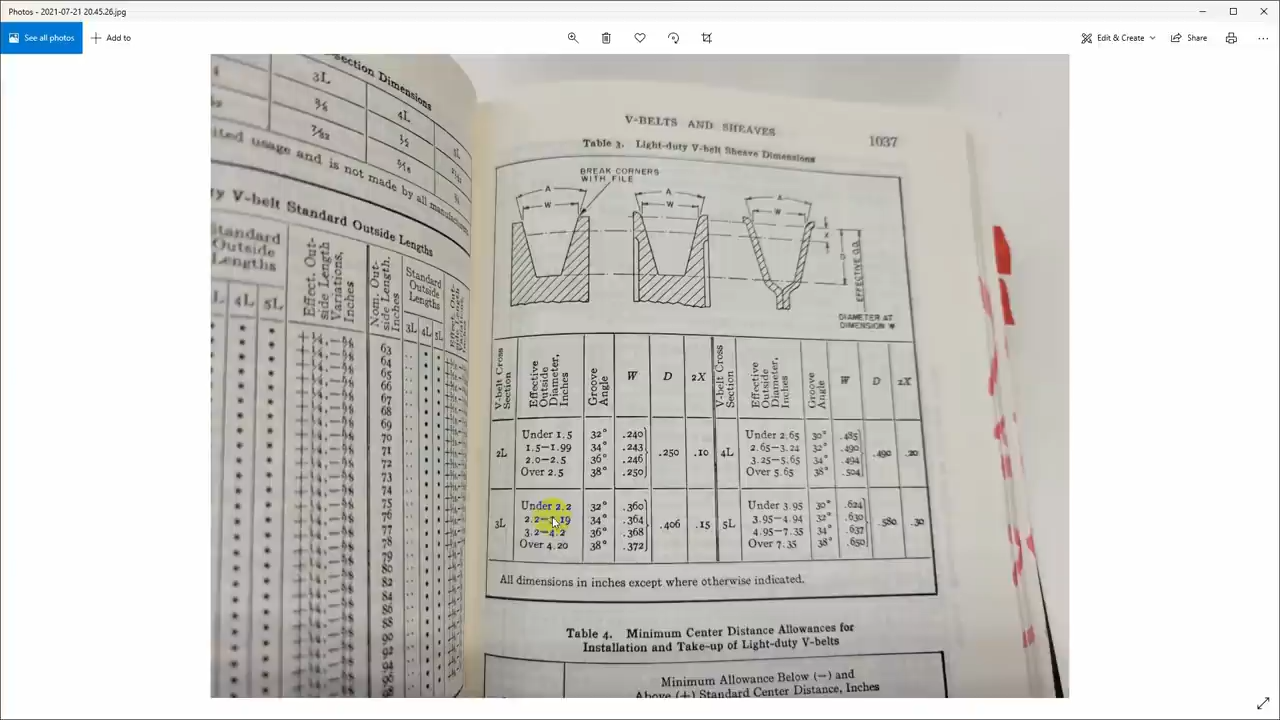 Photos - 2021-07-21 20.45.26.jpg
See all photos
Add to
Edit & Create
Share
section Dimensions
3L
4L
usage and is not made by all
V-belt Standard Outside Lengths
Standard Outside Lengths
4L 5L
Effect. Outside Length Variations, Inches
Nom. Outside Length. Inches
Standard Outside Lengths
3L 4L 5L
63
64
65
66
67
68
69
70
71
72
73
74
75
76
77
78
79
80
82
84
86
88
90
92
94
V-BELTS AND SHEAVES
1037
Table 3. Light-duty V-belt Sheave Dimensions
BREAK CORNERS
WITH FILE
A A A
W W W
X
D
EFFECTIVE O.D.
DIAMETER AT
DIMENSION W
V-belt Cross Section Effective Outside Diameter, Inches Groove Angle W D 2X V-belt Cross Section Effective Outside Diameter, Inches Groove Angle W D 2X
2L Under 1.5 32° .240 .250 .10 4L Under 2.65 30° .485 .490 .20
1.5–1.99 34° .243 2.65–3.24 32° .490
2.0–2.5 36° .246 3.25–5.65 34° .494
Over 2.5 38° .250 Over 5.65 38° .504
3L Under 2.2 32° .360 .406 .15 5L Under 3.95 30° .624 .580 .30
2.2–3.19 34° .364 3.95–4.94 32° .630
3.2–4.2 36° .368 4.95–7.35 34° .637
Over 4.20 38° .372 Over 7.35 38° .650
All dimensions in inches except where otherwise indicated.
Table 4. Minimum Center Distance Allowances for
Installation and Take-up of Light-duty V-belts
Minimum Allowance Below (−) and
Above (+) Standard Center Distance, Inches